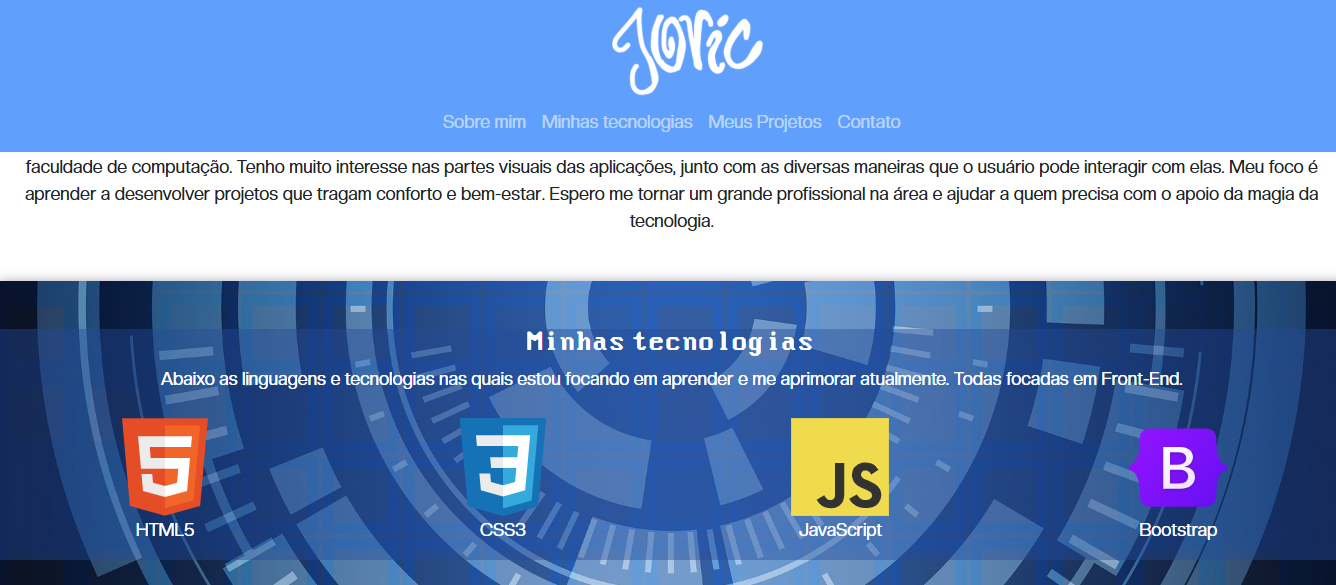 Joric
Sobre mim Minhas tecnologias Meus Projetos Contato
faculdade de computação. Tenho muito interesse nas partes visuais das aplicações, junto com as diversas maneiras que o usuário pode interagir com elas. Meu foco é
aprender a desenvolver projetos que tragam conforto e bem-estar. Espero me tornar um grande profissional na área e ajudar a quem precisa com o apoio da magia da
tecnologia.
Minhas tecnologias
Abaixo as linguagens e tecnologias nas quais estou focando em aprender e me aprimorar atualmente. Todas focadas em Front-End.
5 3 JS B
HTML5 CSS3 JavaScript Bootstrap